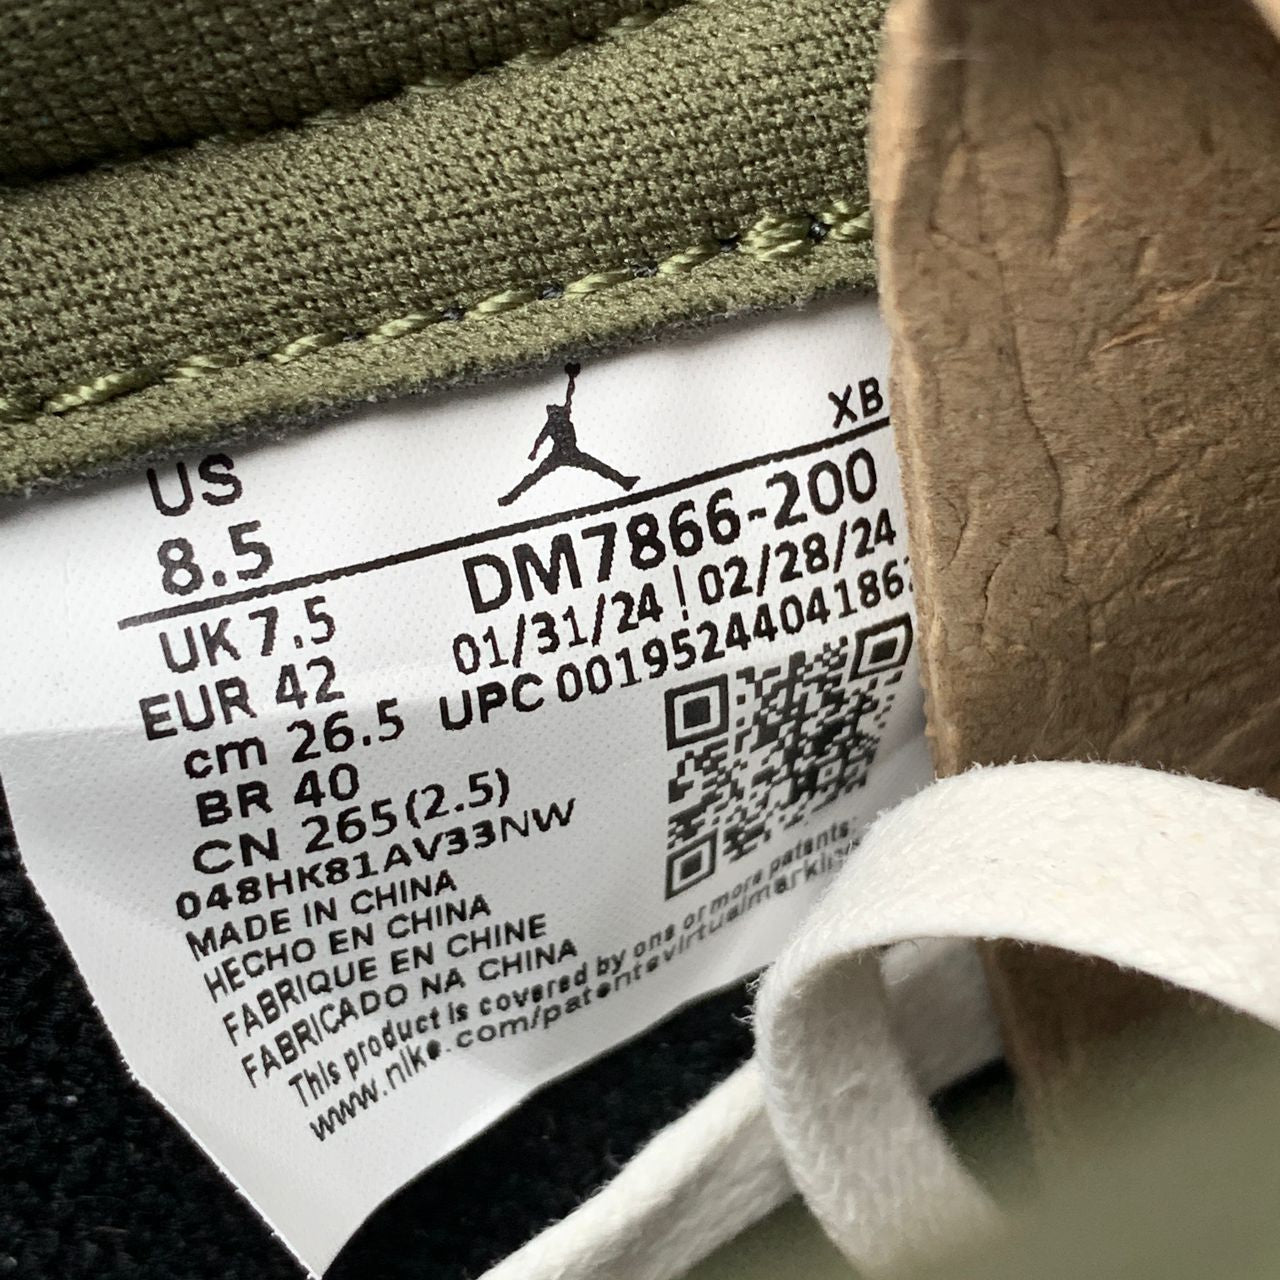 US
8.5
XB
UK 7.5
DM7866-200
EUR 42
01/31/24 | 02/28/24
cm 26.5
UPC 00195244041862
BR 40
CN 265(2.5)
048HK81AV33NW
MADE IN CHINA
HECHO EN CHINA
FABRIQUE EN CHINE
FABRICADO NA CHINA
This product is covered by one or more patents:
www.nike.com/patentsvirtualmarking